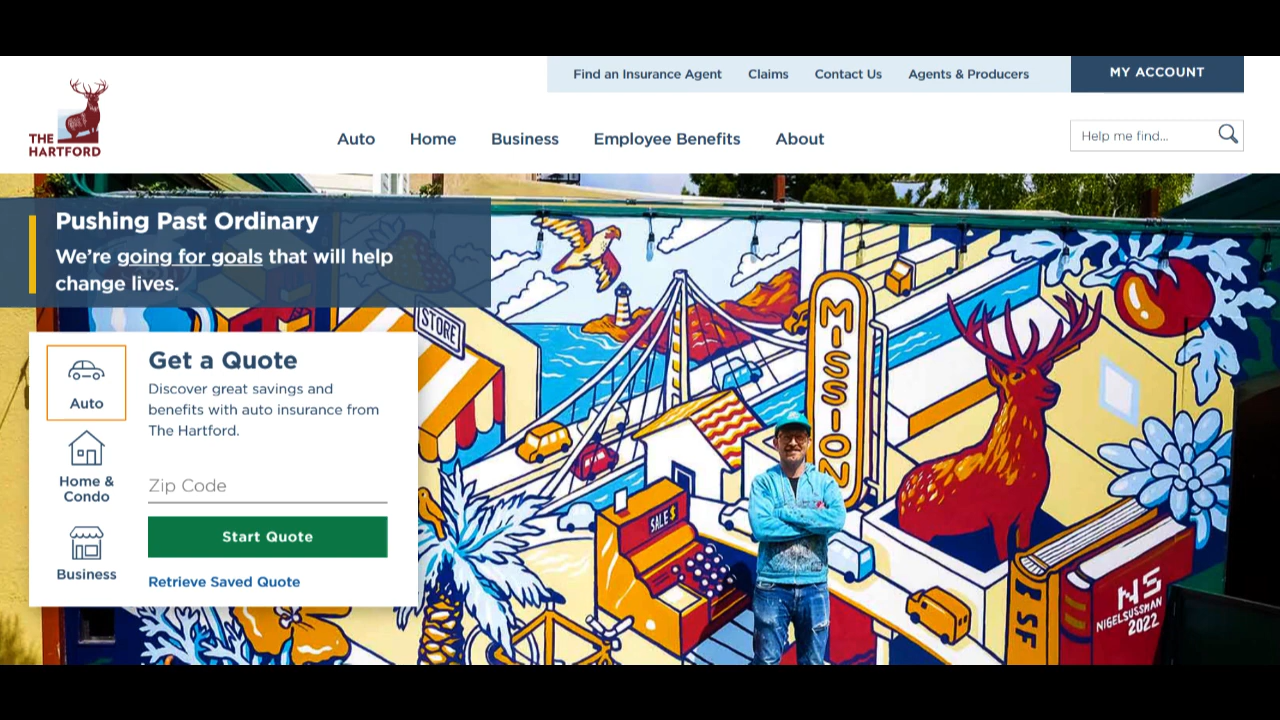 Find an Insurance Agent Claims Contact Us Agents & Producers MY ACCOUNT
THE
HARTFORD
Auto Home Business Employee Benefits About
Help me find...
Pushing Past Ordinary
We're going for goals that will help
change lives.
Auto
Home &
Condo
Business
Get a Quote
Discover great savings and
benefits with auto insurance from
The Hartford.
Zip Code
Start Quote
Retrieve Saved Quote
STORE
MISSION
SALE $
SF
NS
NIGELSUSSMAN
2022